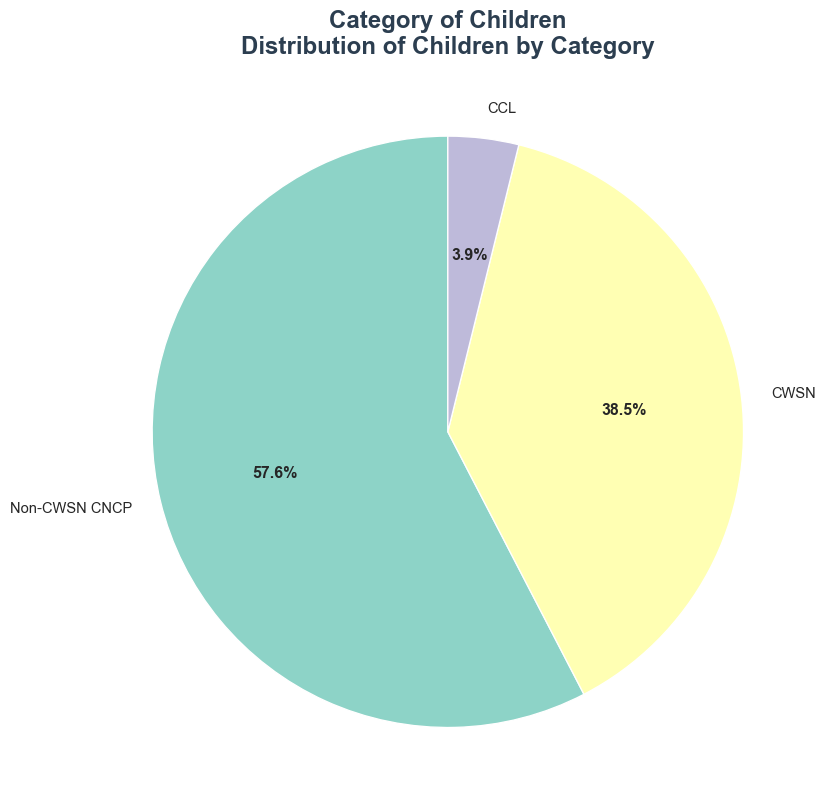 Category of Children
Distribution of Children by Category
CCL
3.9%
CWSN
38.5%
57.6%
Non-CWSN CNCP